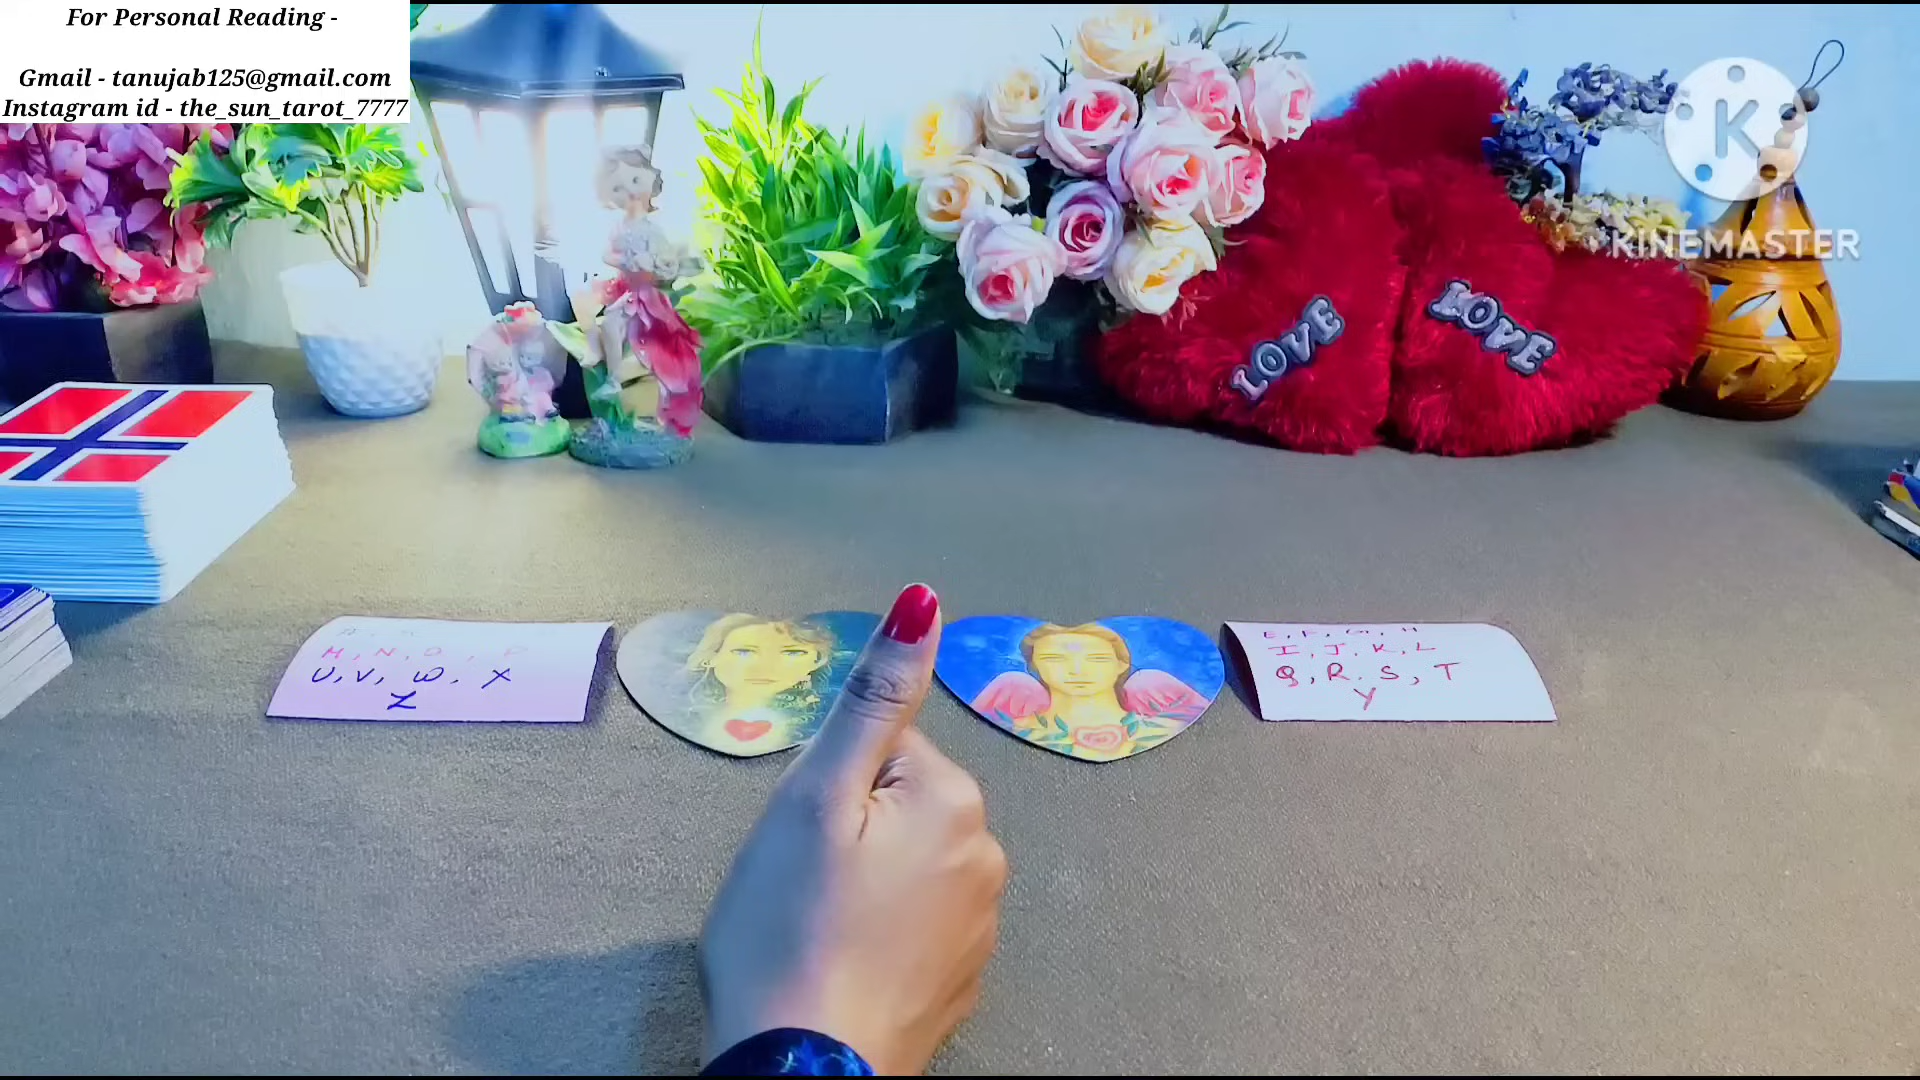 For Personal Reading -
Gmail - tanujab125@gmail.com
Instagram id - the_sun_tarot_7777
K
KINEMASTER
LOVE
LOVE
M, N, O, P
U, V, W, X
Z
E, F, G, H
I, J, K, L
Q, R, S, T
Y